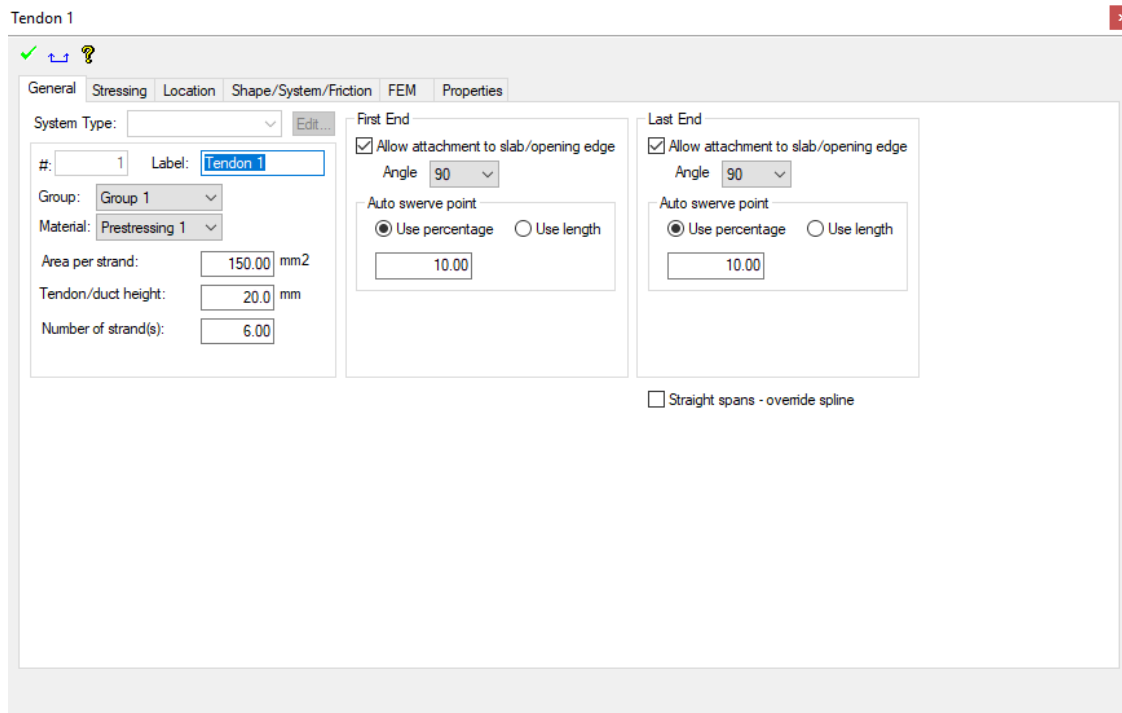 Tendon 1
General Stressing Location Shape/System/Friction FEM Properties
System Type: Edit...
#: 1 Label: Tendon 1
Group: Group 1
Material: Prestressing 1
Area per strand: 150.00 mm2
Tendon/duct height: 20.0 mm
Number of strand(s): 6.00
First End
Allow attachment to slab/opening edge
Angle 90
Auto swerve point
Use percentage Use length
10.00
Last End
Allow attachment to slab/opening edge
Angle 90
Auto swerve point
Use percentage Use length
10.00
Straight spans - override spline